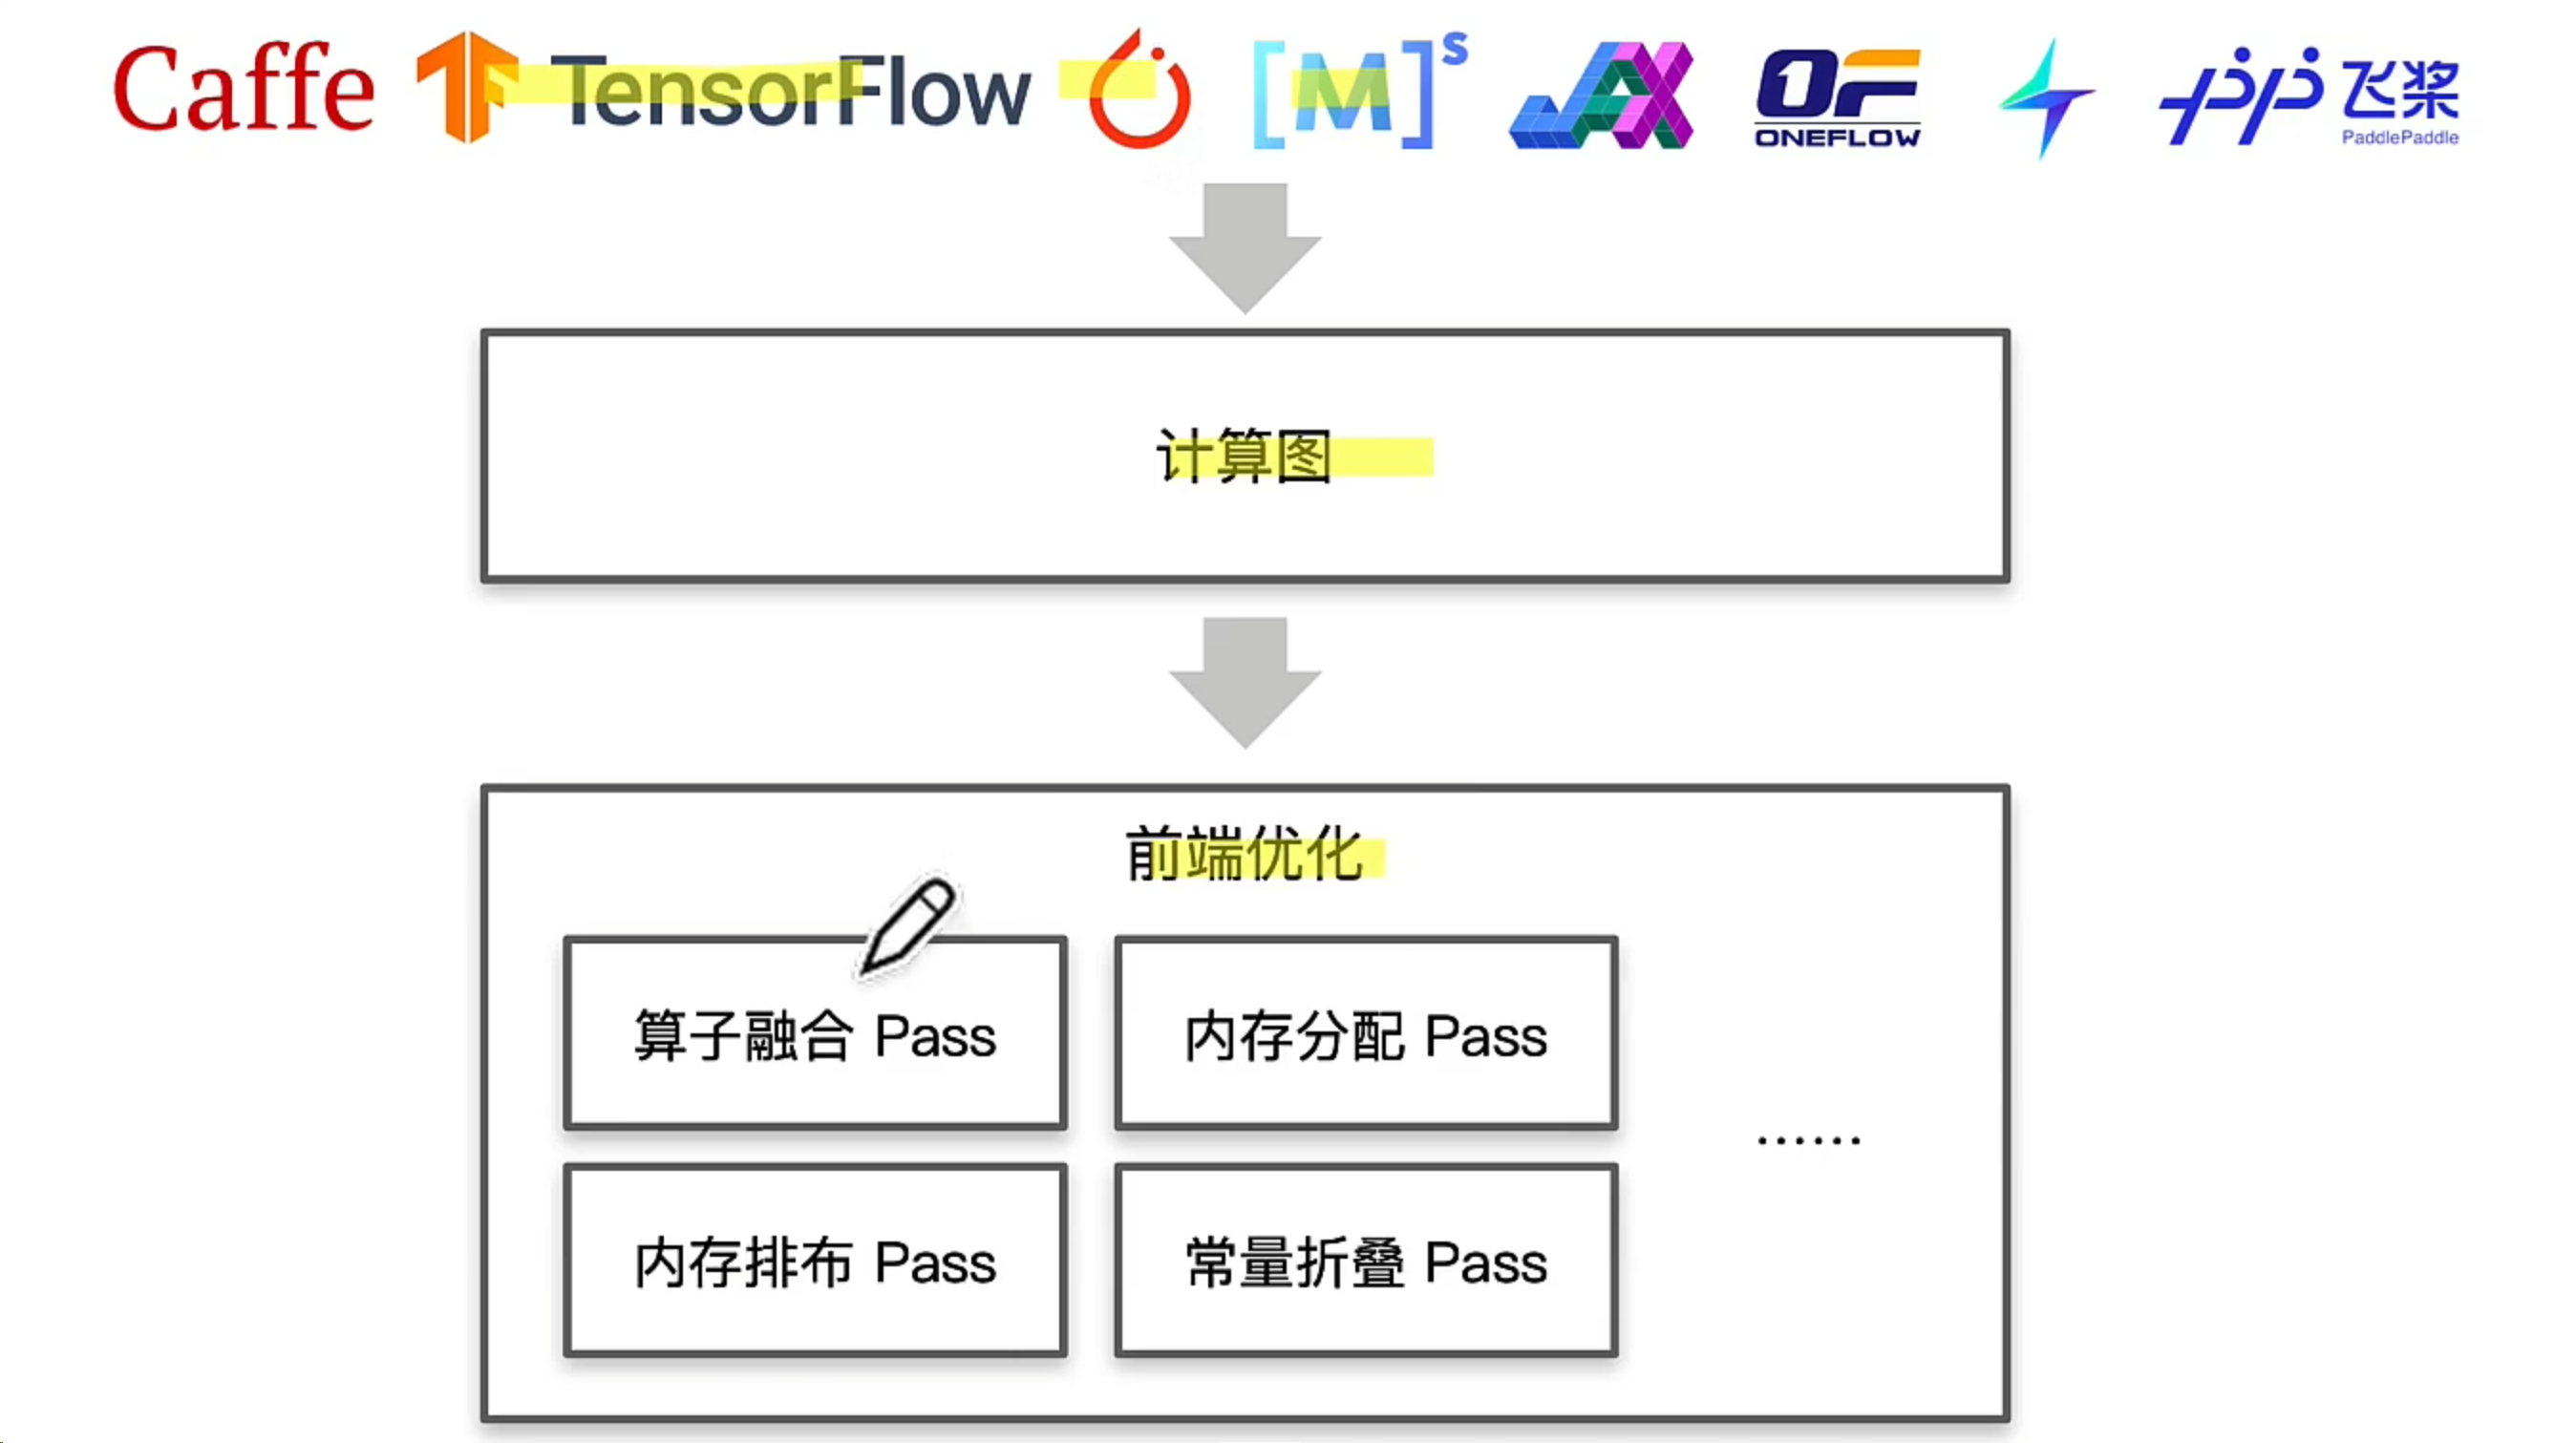 Caffe TensorFlow [M]s JAX OF ONEFLOW 飞桨 PaddlePaddle
计算图
前端优化
算子融合 Pass 内存分配 Pass
......
内存排布 Pass 常量折叠 Pass